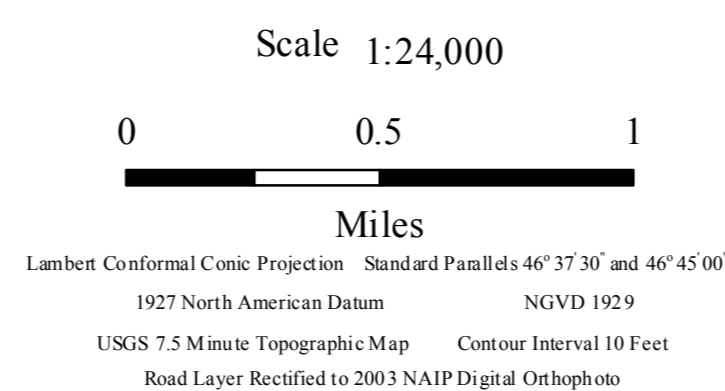 Scale 1:24,000
0 0.5 1
Miles
Lambert Conformal Conic Projection Standard Parallels 46° 37' 30" and 46° 45' 00"
1927 North American Datum NGVD 1929
USGS 7.5 Minute Topographic Map Contour Interval 10 Feet
Road Layer Rectified to 2003 NAIP Digital Orthophoto